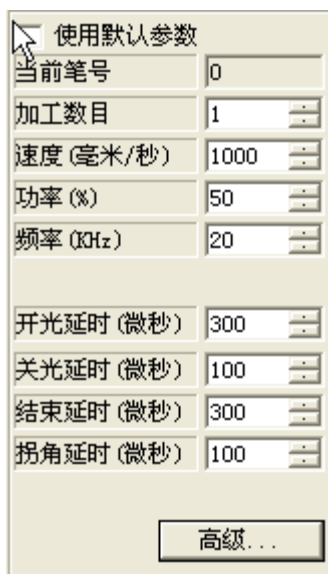 使用默认参数
当前笔号 0
加工数目 1
速度(毫米/秒) 1000
功率(%) 50
频率(KHz) 20
开光延时(微秒) 300
关光延时(微秒) 100
结束延时(微秒) 300
拐角延时(微秒) 100
高级...